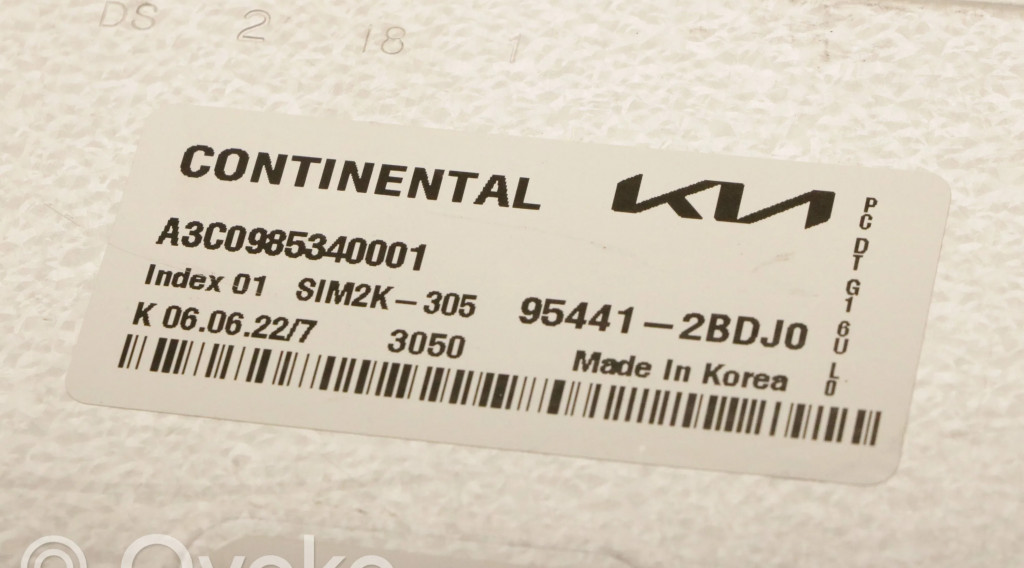 DS 2 18 1
CONTINENTAL KIA
A3C0985340001
Index 01 SIM2K-305 95441-2BDJ0
K 06.06.22/7 3050 Made In Korea
PC DT G1 6U L0
©